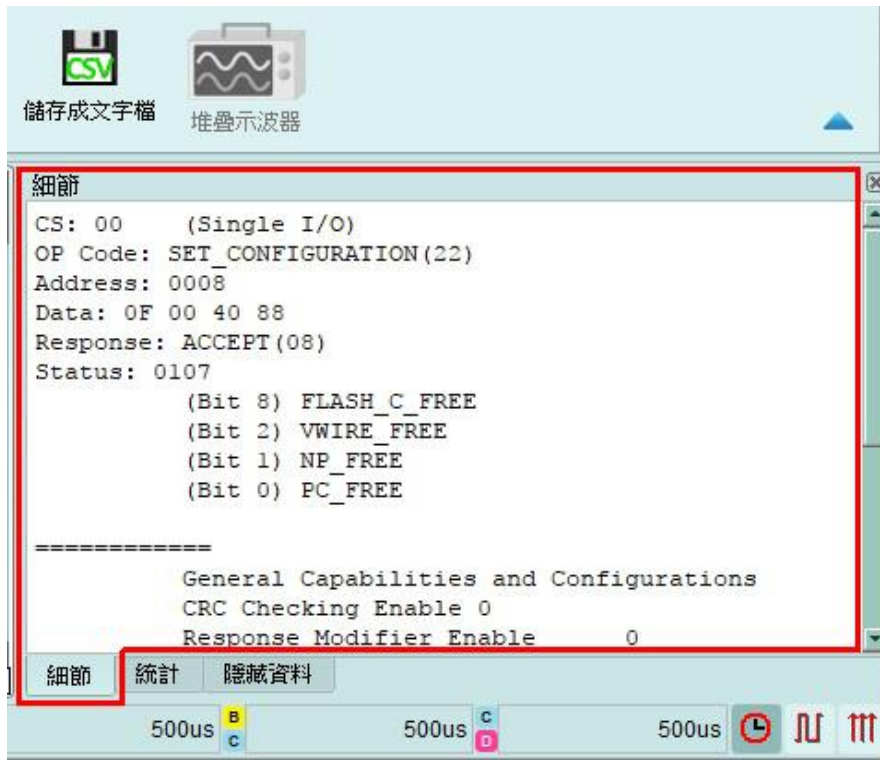 CSV
儲存成文字檔
堆疊示波器
細節
CS: 00 (Single I/O)
OP Code: SET_CONFIGURATION(22)
Address: 0008
Data: 0F 00 40 88
Response: ACCEPT(08)
Status: 0107
(Bit 8) FLASH_C_FREE
(Bit 2) VWIRE_FREE
(Bit 1) NP_FREE
(Bit 0) PC_FREE
============
General Capabilities and Configurations
CRC Checking Enable 0
Response Modifier Enable 0
細節 統計 隱藏資料
500us B C 500us C D 500us